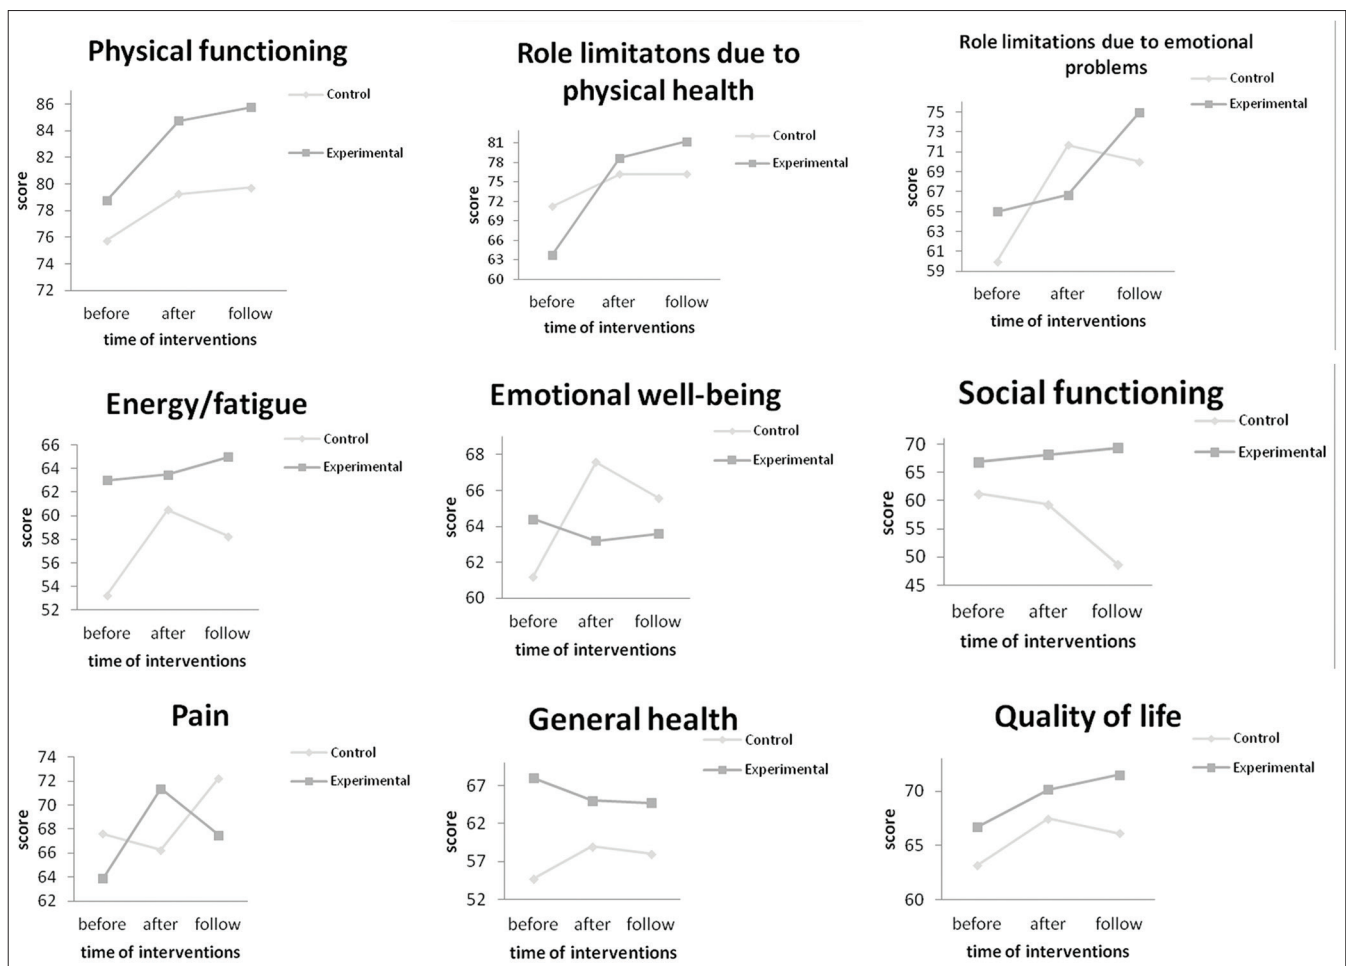 Physical functioning
Control
Experimental
86
84
82
80
78
76
74
72
score
before after follow
time of interventions
Role limitatons due to
physical health
Control
Experimental
81
78
75
72
69
66
63
60
score
before after follow
time of interventions
Role limitations due to emotional
problems
Control
Experimental
75
73
71
69
67
65
63
61
59
score
before after follow
time of interventions
Energy/fatigue
Control
Experimental
66
64
62
60
58
56
54
52
score
before after follow
time of interventions
Emotional well-being
Control
Experimental
68
66
64
62
60
score
before after follow
time of interventions
Social functioning
Control
Experimental
70
65
60
55
50
45
score
before after follow
time of interventions
Pain
Control
Experimental
74
72
70
68
66
64
62
score
before after follow
time of interventions
General health
Control
Experimental
67
62
57
52
score
before after follow
time of interventions
Quality of life
Control
Experimental
70
65
60
score
before after follow
time of interventions